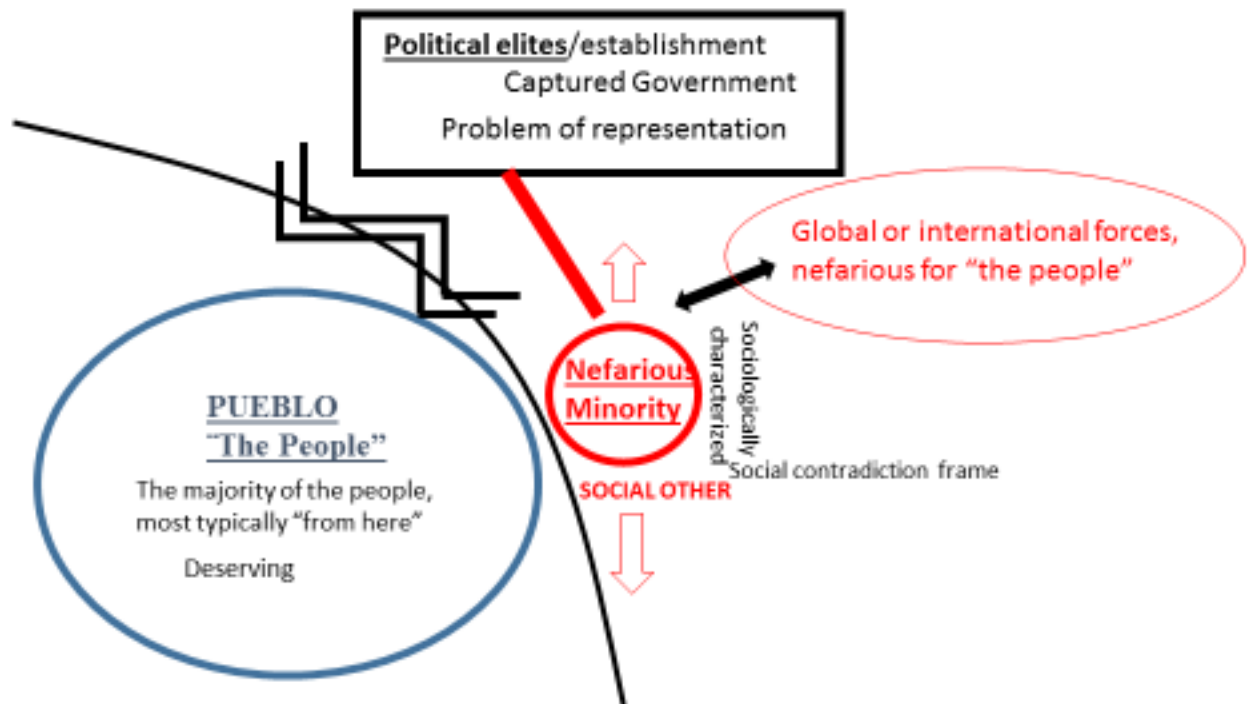 Political elites/establishment
Captured Government
Problem of representation
Global or international forces,
nefarious for “the people”
Nefarious
Minority
Sociologically
characterized
Social contradiction frame
SOCIAL OTHER
PUEBLO
“The People”
The majority of the people,
most typically “from here”
Deserving